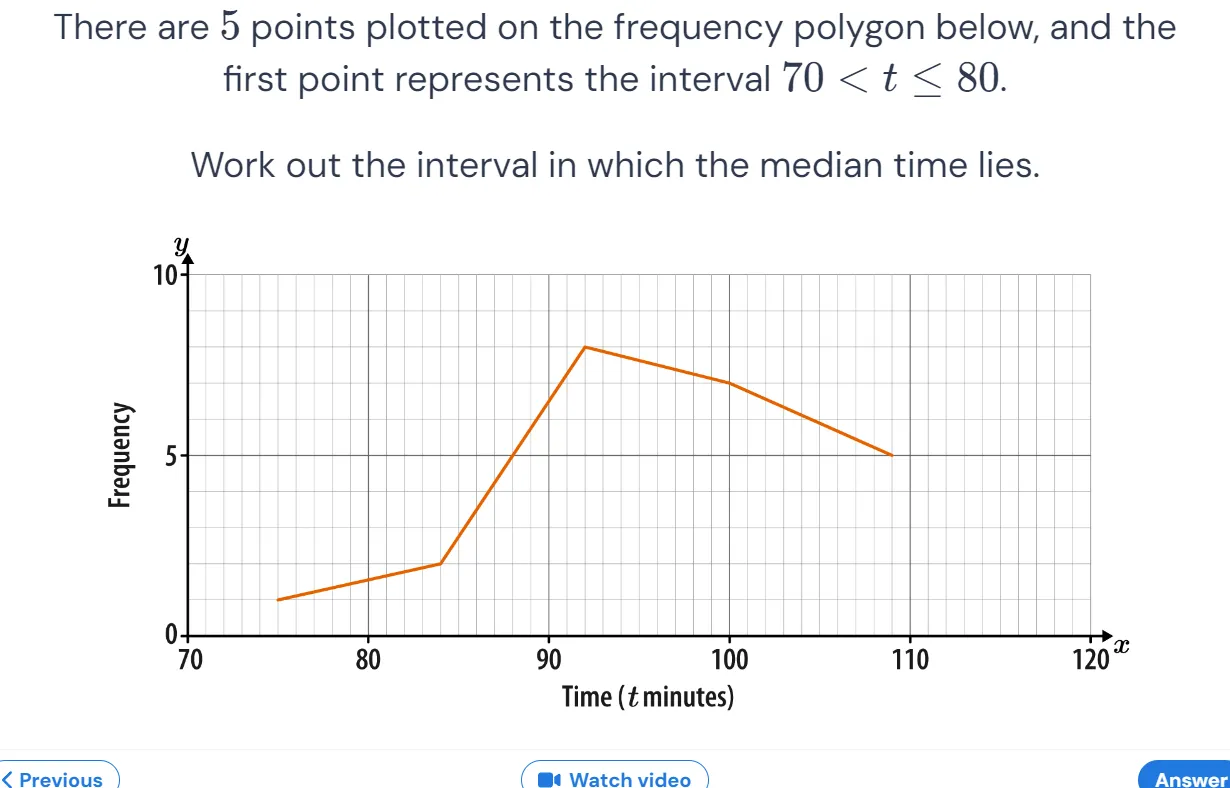 There are 5 points plotted on the frequency polygon below, and the
first point represents the interval 70 < t ≤ 80.
Work out the interval in which the median time lies.
y
10
Frequency
5
0
70 80 90 100 110 120 x
Time (t minutes)
Previous Watch video Answer